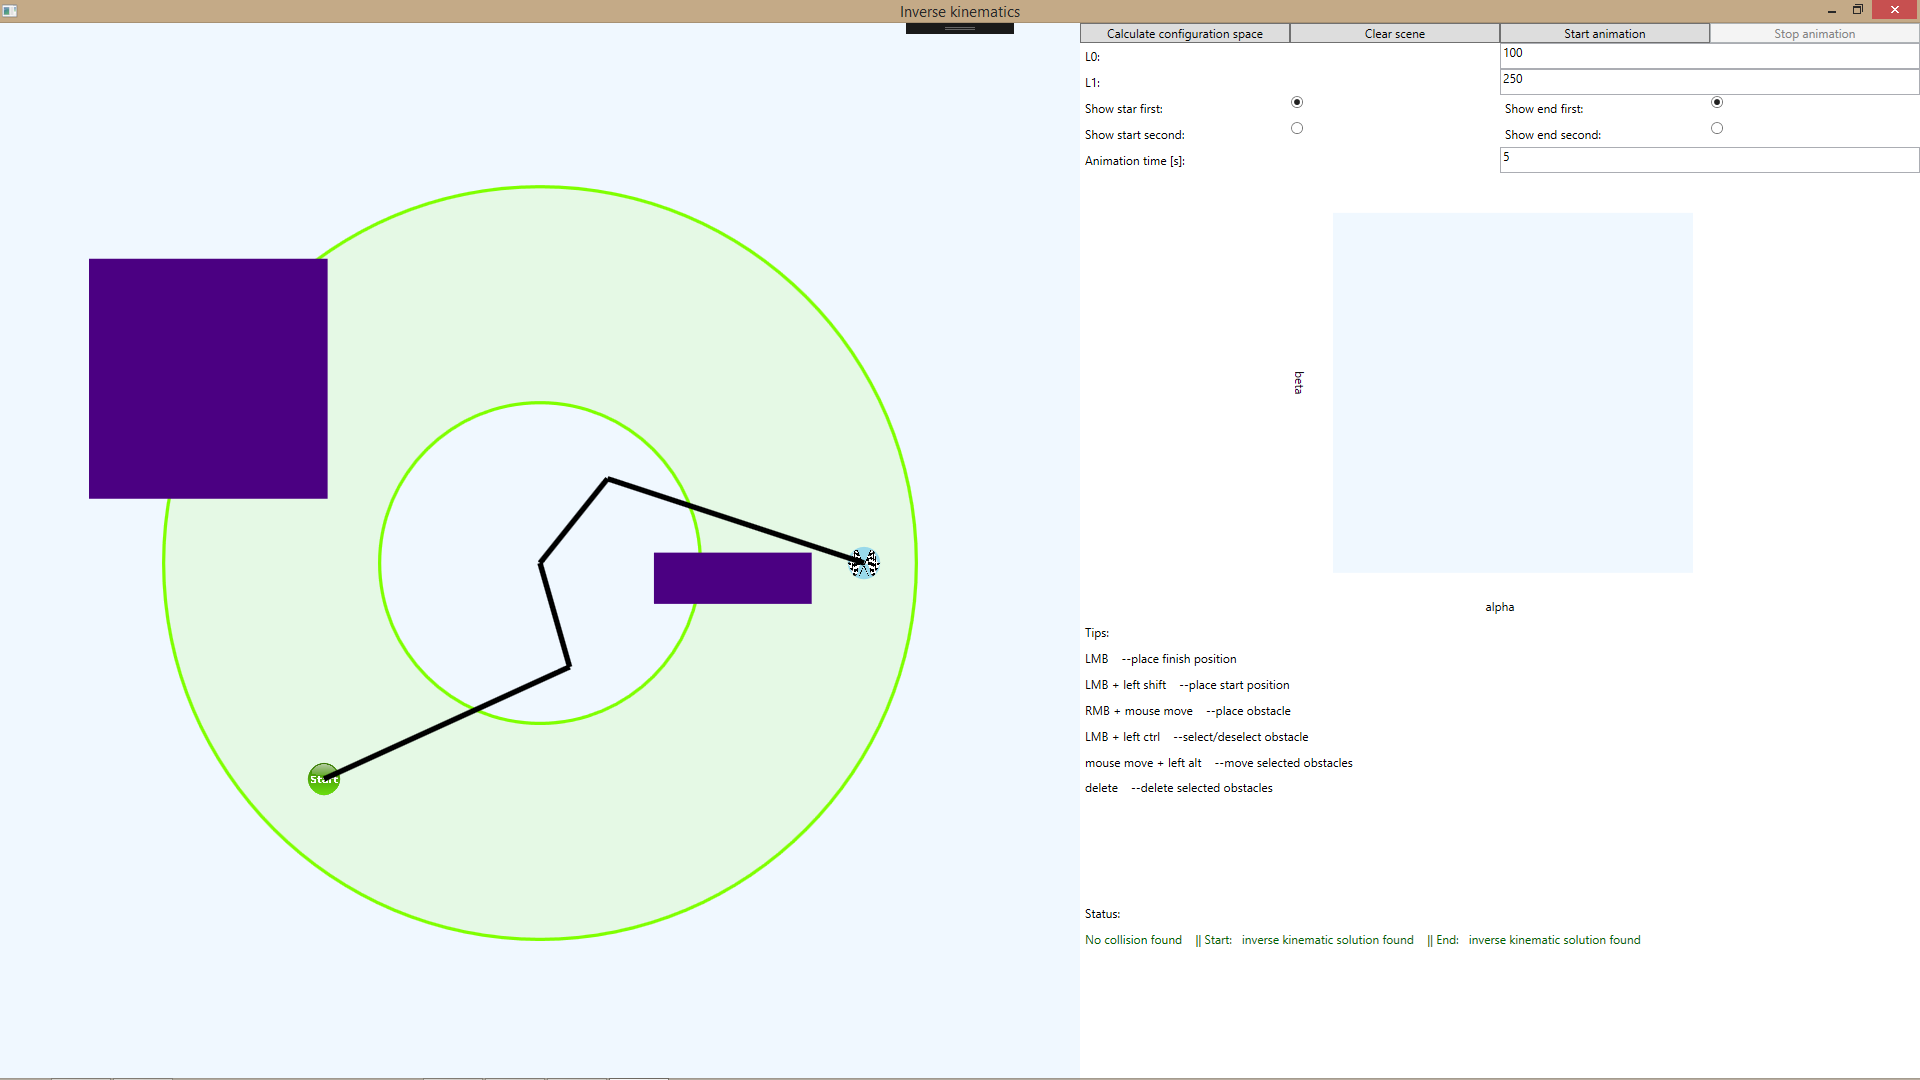 Inverse kinematics
Calculate configuration space
Clear scene
Start animation
Stop animation
L0:
100
L1:
250
Show star first:
Show end first:
Show start second:
Show end second:
Animation time [s]:
5
beta
alpha
Start
Tips:
LMB --place finish position
LMB + left shift --place start position
RMB + mouse move --place obstacle
LMB + left ctrl --select/deselect obstacle
mouse move + left alt --move selected obstacles
delete --delete selected obstacles
Status:
No collision found || Start: inverse kinematic solution found || End: inverse kinematic solution found